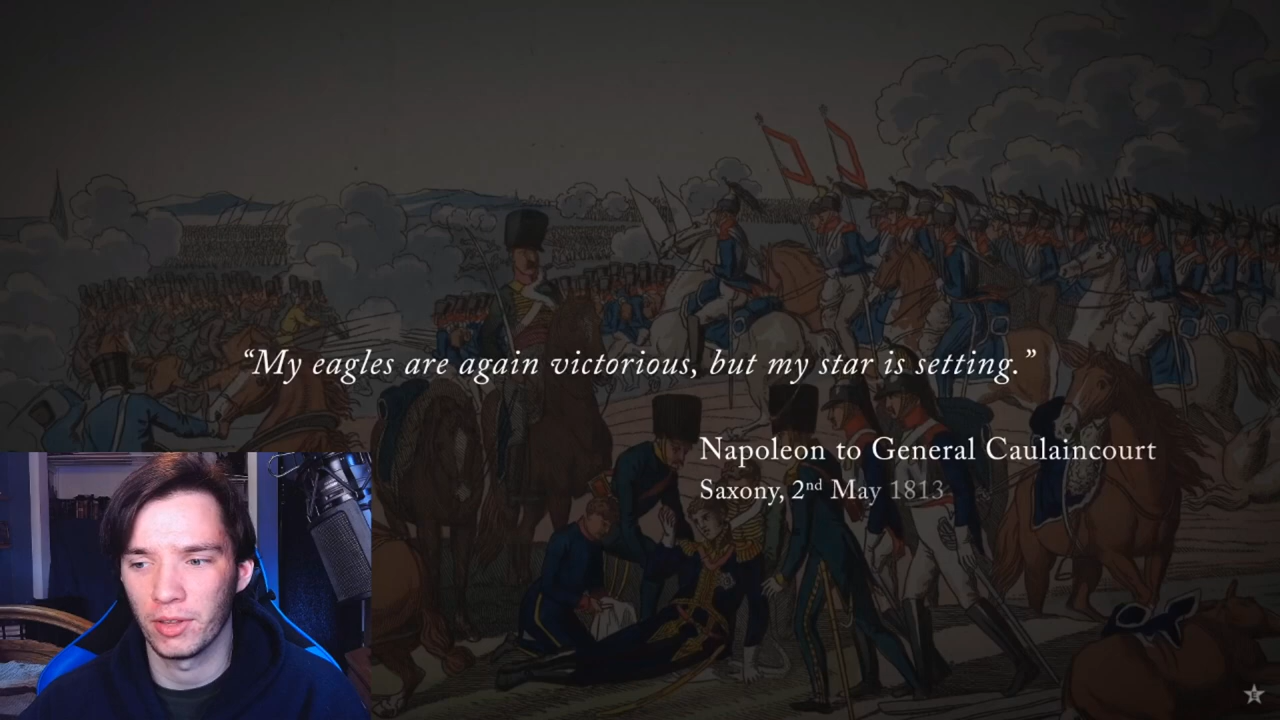 “My eagles are again victorious, but my star is setting.”
Napoleon to General Caulaincourt
Saxony, 2nd May 1813